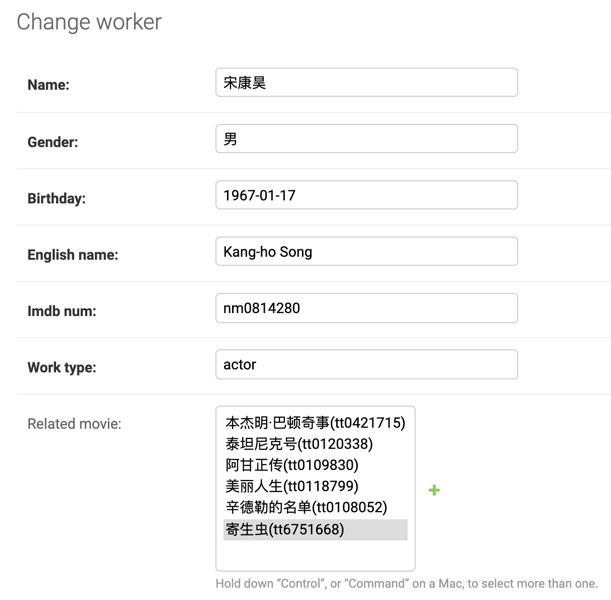 Change worker
Name: 宋康昊
Gender: 男
Birthday: 1967-01-17
English name: Kang-ho Song
Imdb num: nm0814280
Work type: actor
Related movie:
本杰明·巴顿奇事(tt0421715)
泰坦尼克号(tt0120338)
阿甘正传(tt0109830)
美丽人生(tt0118799)
辛德勒的名单(tt0108052)
寄生虫(tt6751668)
Hold down “Control”, or “Command” on a Mac, to select more than one.